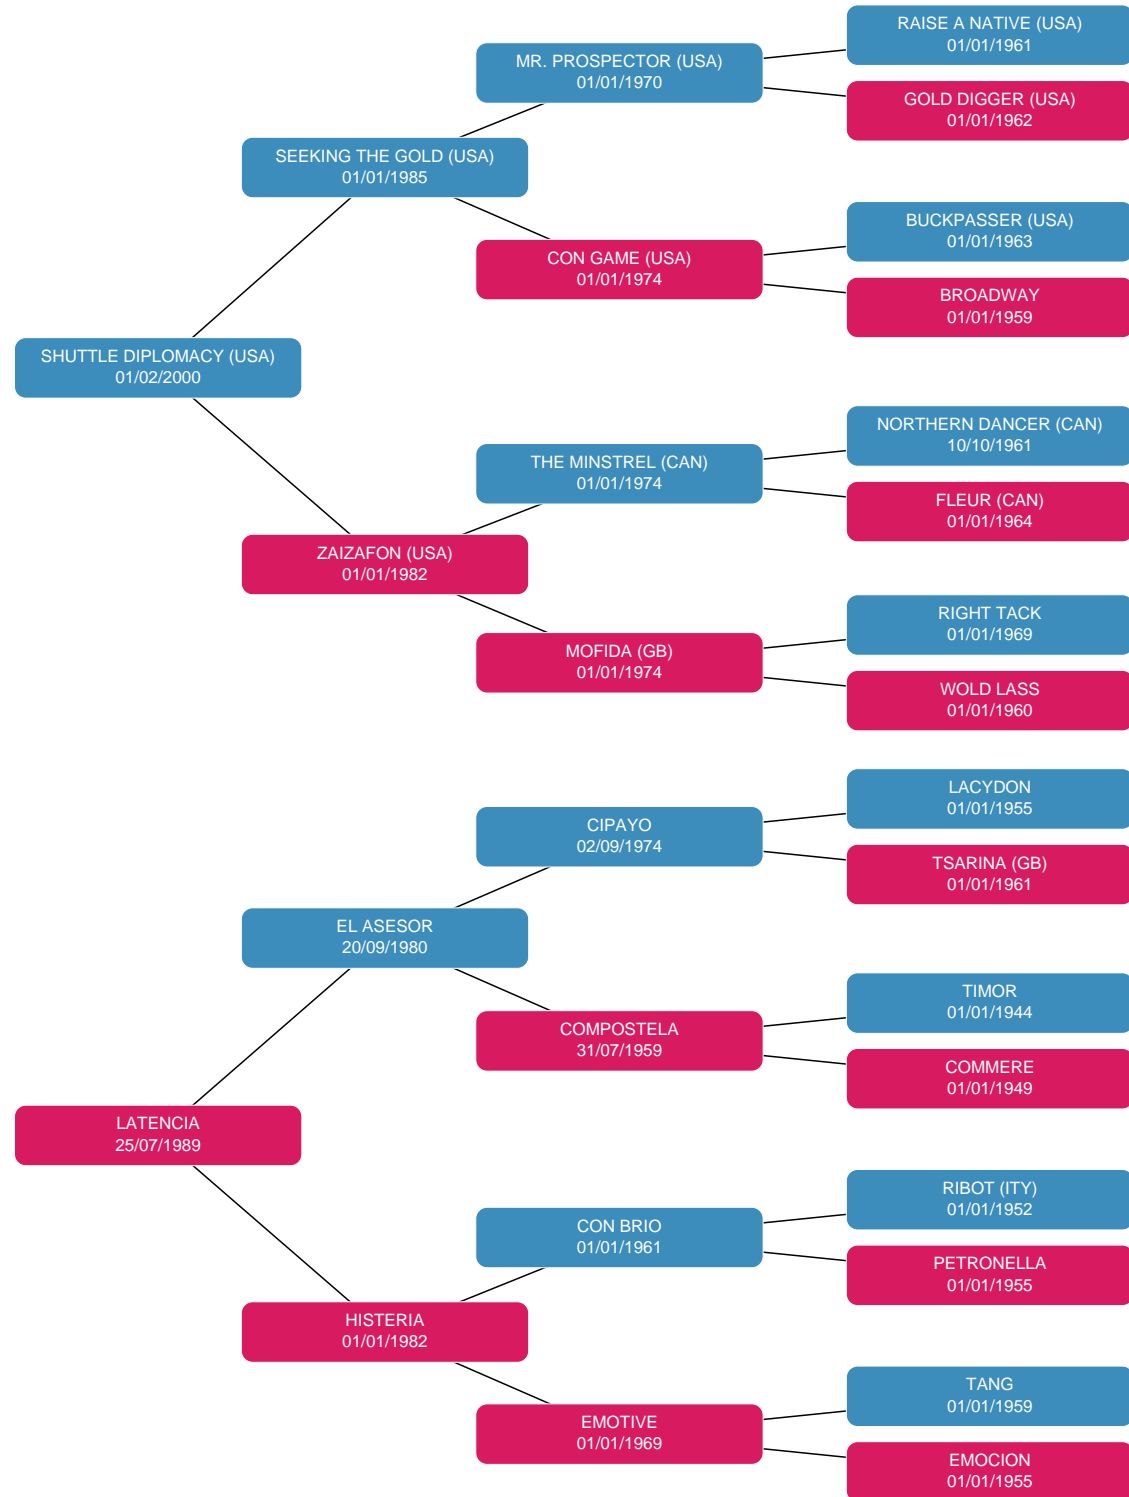 RAISE A NATIVE (USA)
01/01/1961
MR. PROSPECTOR (USA)
01/01/1970
GOLD DIGGER (USA)
01/01/1962
SEEKING THE GOLD (USA)
01/01/1985
BUCKPASSER (USA)
01/01/1963
CON GAME (USA)
01/01/1974
BROADWAY
01/01/1959
SHUTTLE DIPLOMACY (USA)
01/02/2000
NORTHERN DANCER (CAN)
10/10/1961
THE MINSTREL (CAN)
01/01/1974
FLEUR (CAN)
01/01/1964
ZAIZAFON (USA)
01/01/1982
RIGHT TACK
01/01/1969
MOFIDA (GB)
01/01/1974
WOLD LASS
01/01/1960
LACYDON
01/01/1955
CIPAYO
02/09/1974
TSARINA (GB)
01/01/1961
EL ASESOR
20/09/1980
TIMOR
01/01/1944
COMPOSTELA
31/07/1959
COMMERE
01/01/1949
LATENCIA
25/07/1989
RIBOT (ITY)
01/01/1952
CON BRIO
01/01/1961
PETRONELLA
01/01/1955
HISTERIA
01/01/1982
TANG
01/01/1959
EMOTIVE
01/01/1969
EMOCION
01/01/1955